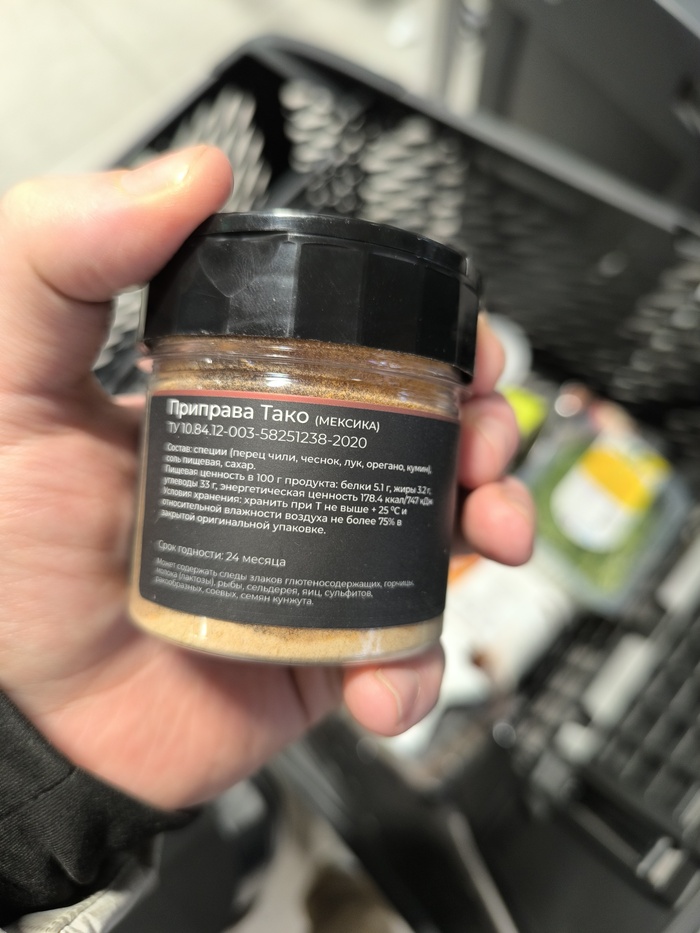 Приправа Тако (МЕКСИКА)
ТУ 10.84.12-003-58251238-2020
Состав: специи (перец чили, чеснок, лук, орегано, кумин),
соль пищевая, сахар.
Пищевая ценность в 100 г продукта: белки 5.1 г, жиры 3.2 г,
углеводы 33 г, энергетическая ценность 178.4 ккал/747 кДж
Условия хранения: хранить при Т не выше + 25 °С и
относительной влажности воздуха не более 75% в
закрытой оригинальной упаковке.
Срок годности: 24 месяца
Может содержать следы злаков глютеносодержащих, горчицы,
молока (лактозы), рыбы, сельдерея, яиц, сульфитов,
ракообразных, соевых, семян кунжута.